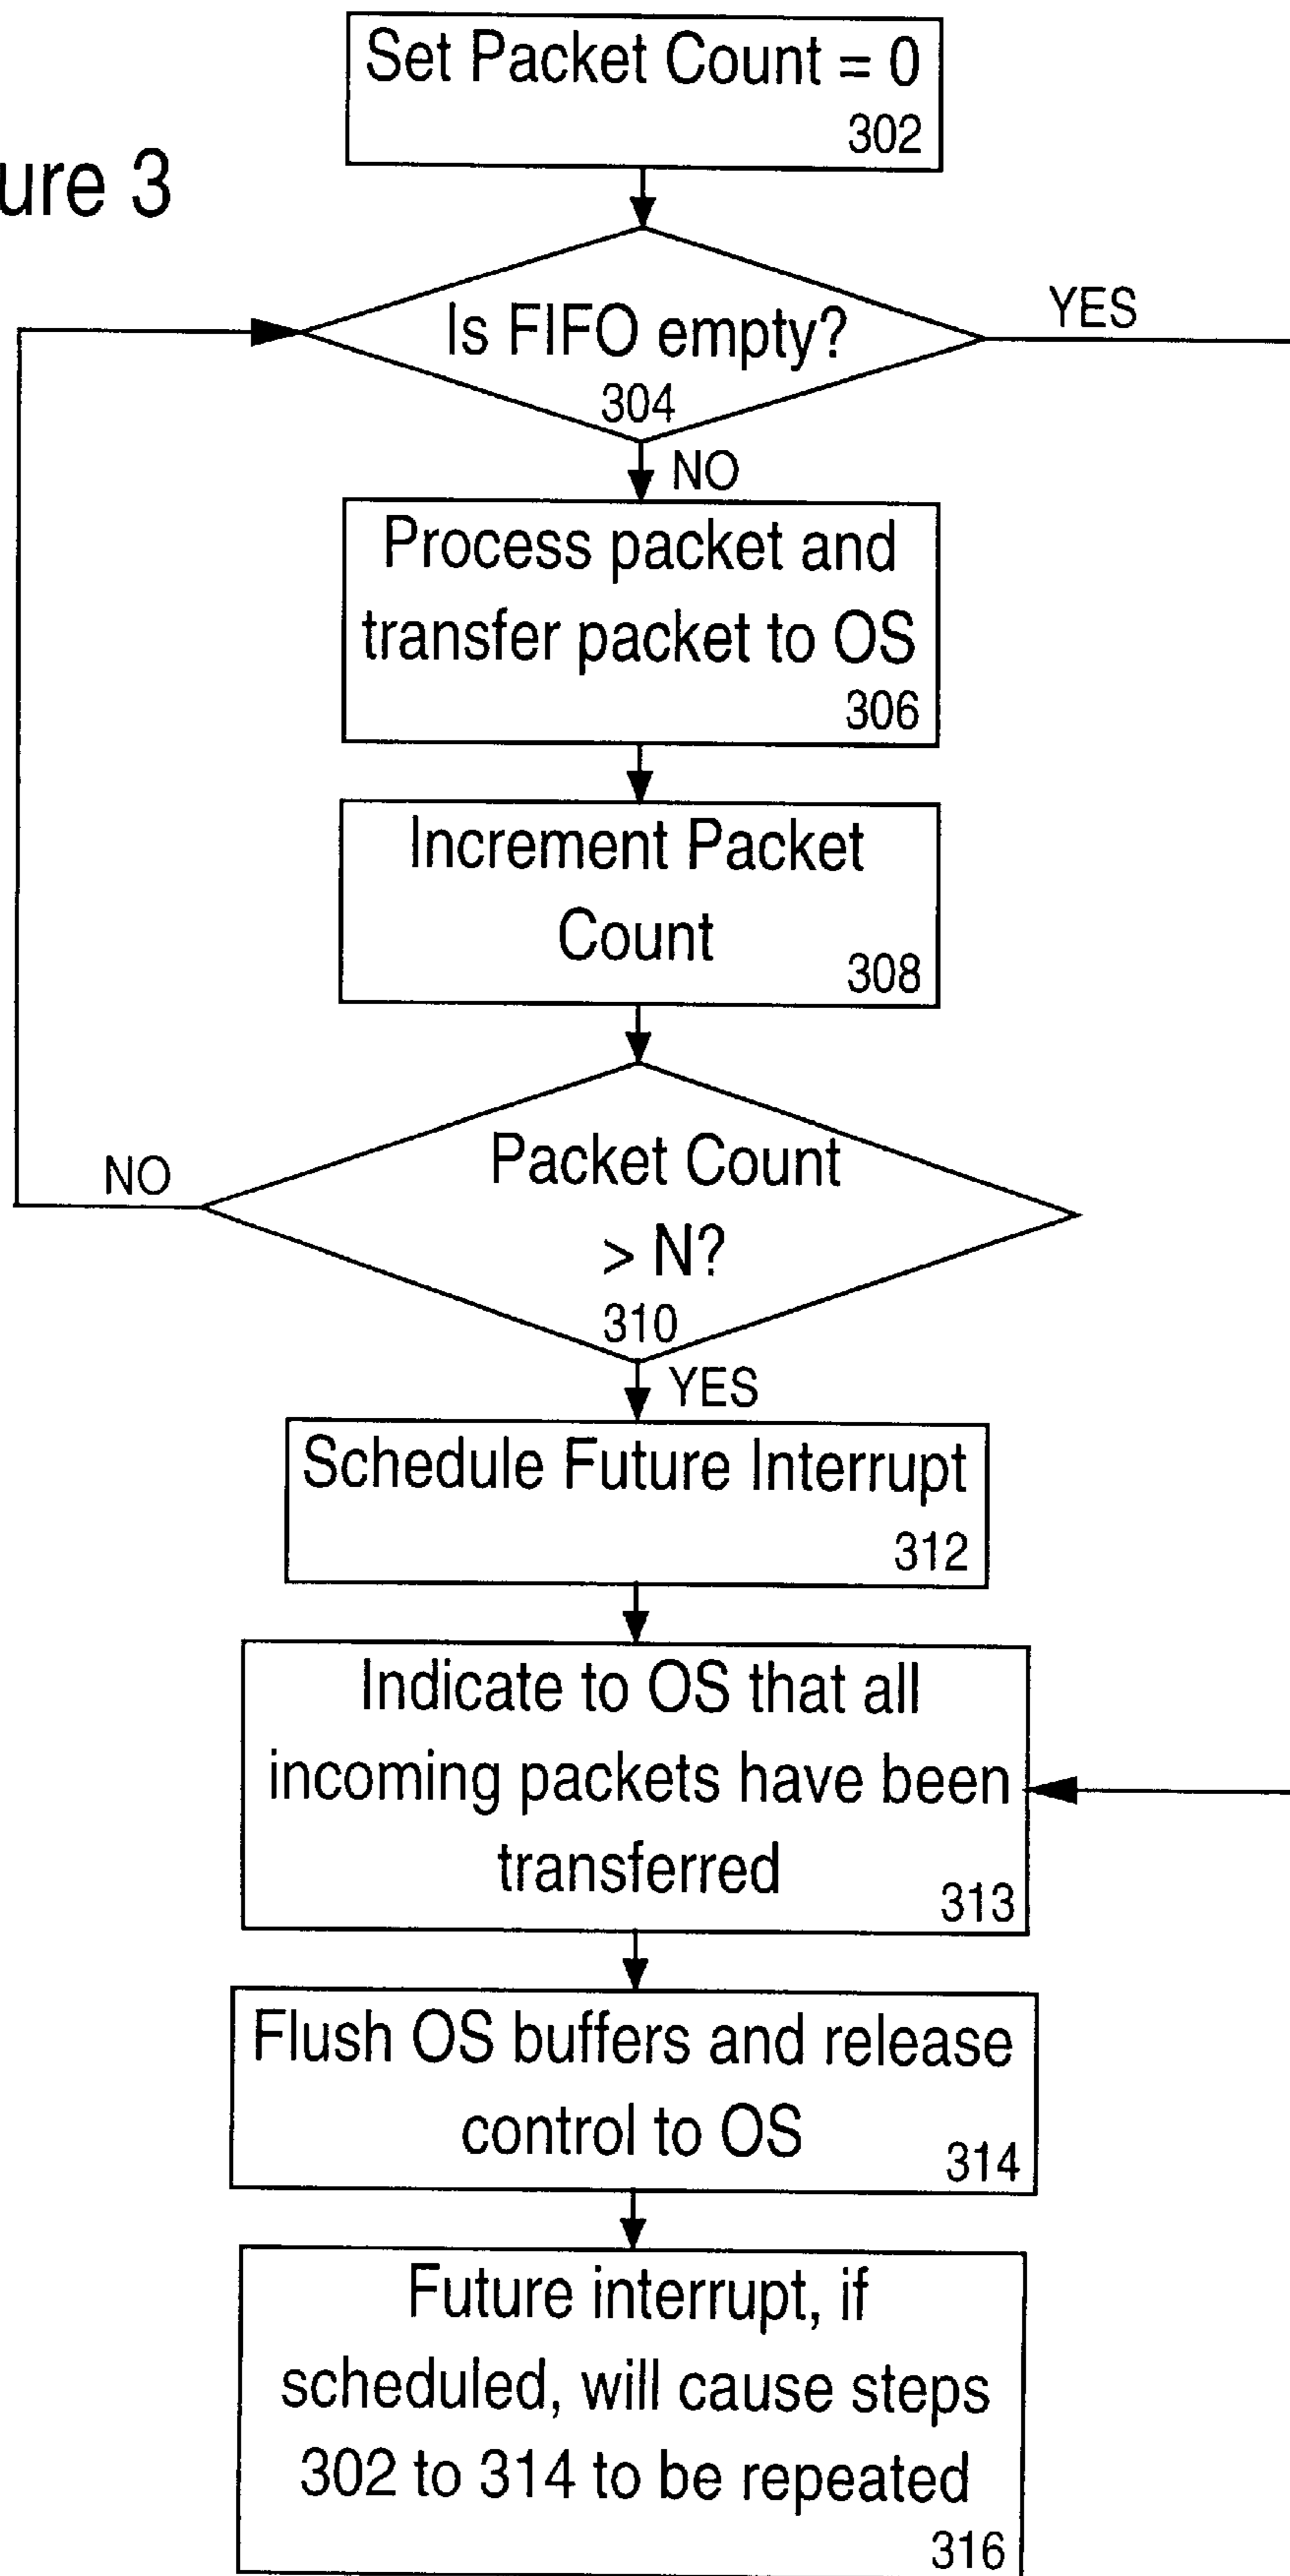 Set Packet Count = 0
302
ure 3
Is FIFO empty?
304
YES
NO
Process packet and
transfer packet to OS
306
Increment Packet
Count
308
Packet Count
> N?
310
NO
YES
Schedule Future Interrupt
312
Indicate to OS that all
incoming packets have been
transferred
313
Flush OS buffers and release
control to OS
314
Future interrupt, if
scheduled, will cause steps
302 to 314 to be repeated
316